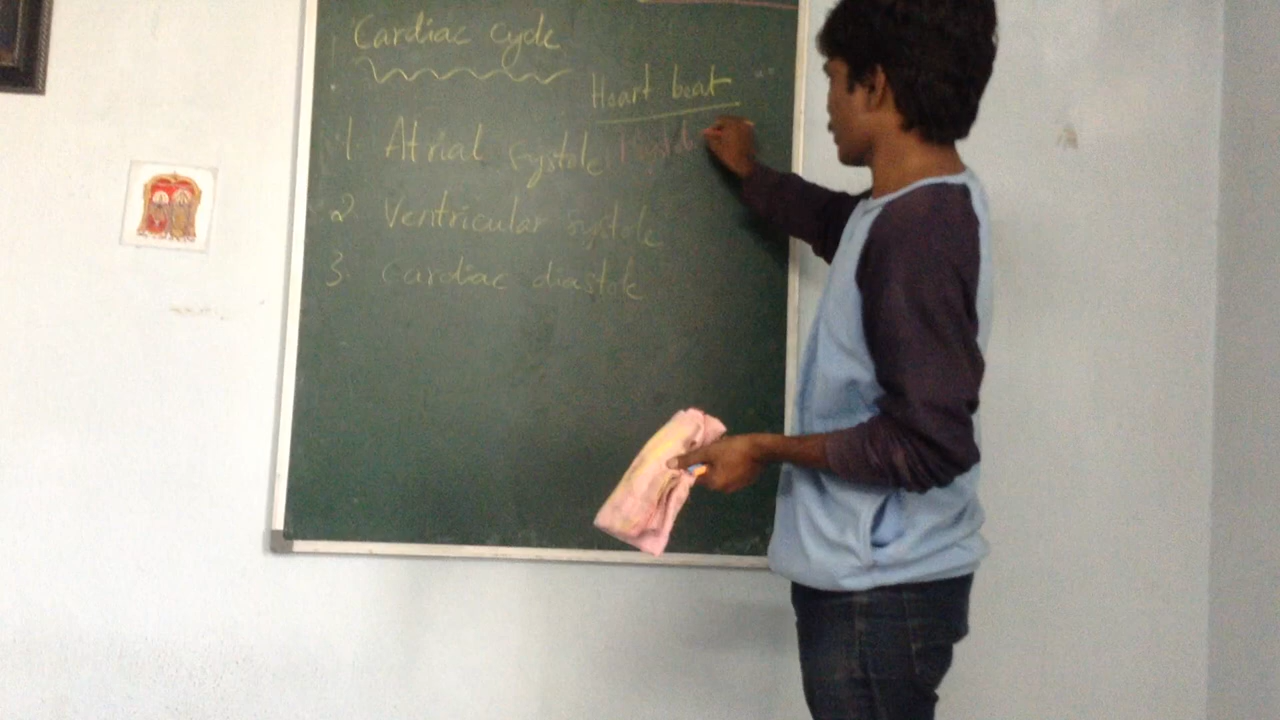 Cardiac cycle
Heart beat
1 Atrial systole
2 Ventricular systole
3. cardiac diastole